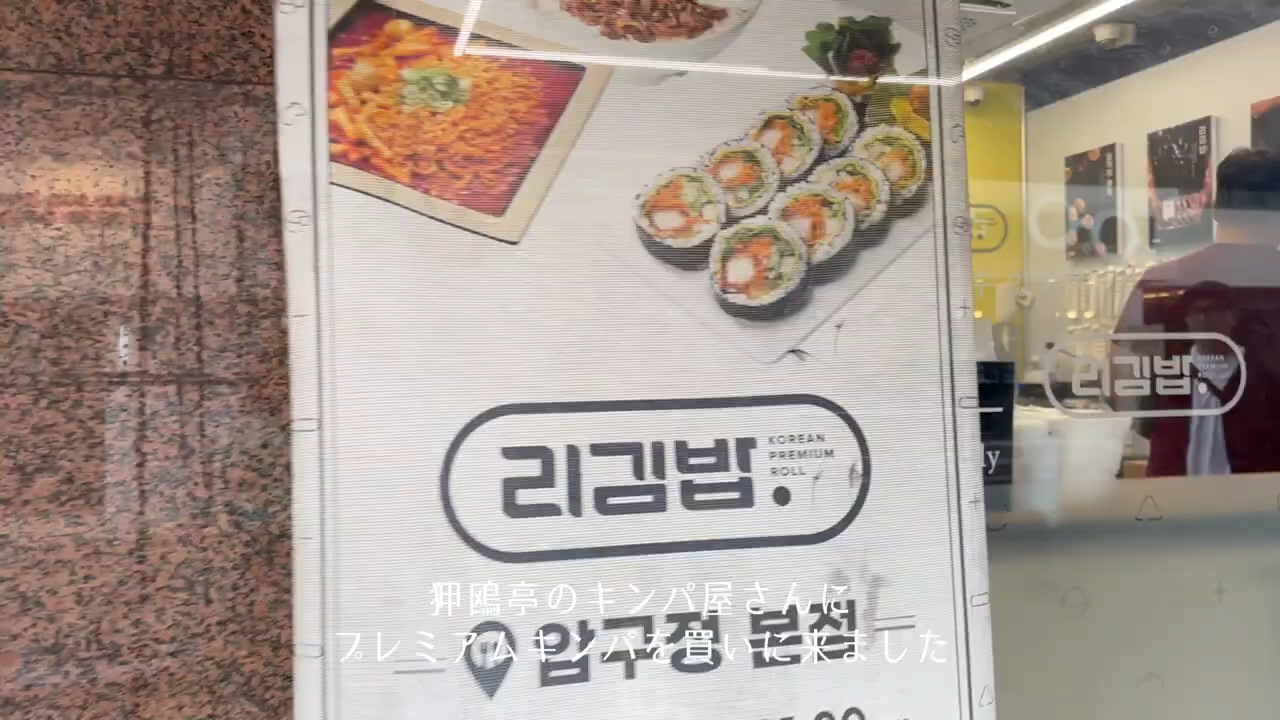 리김밥
KOREAN
PREMIUM
ROLL
리김밥
狎鴎亭のキンパ屋さんに
プレミアムキンパを買いに来ました
압구정 본점